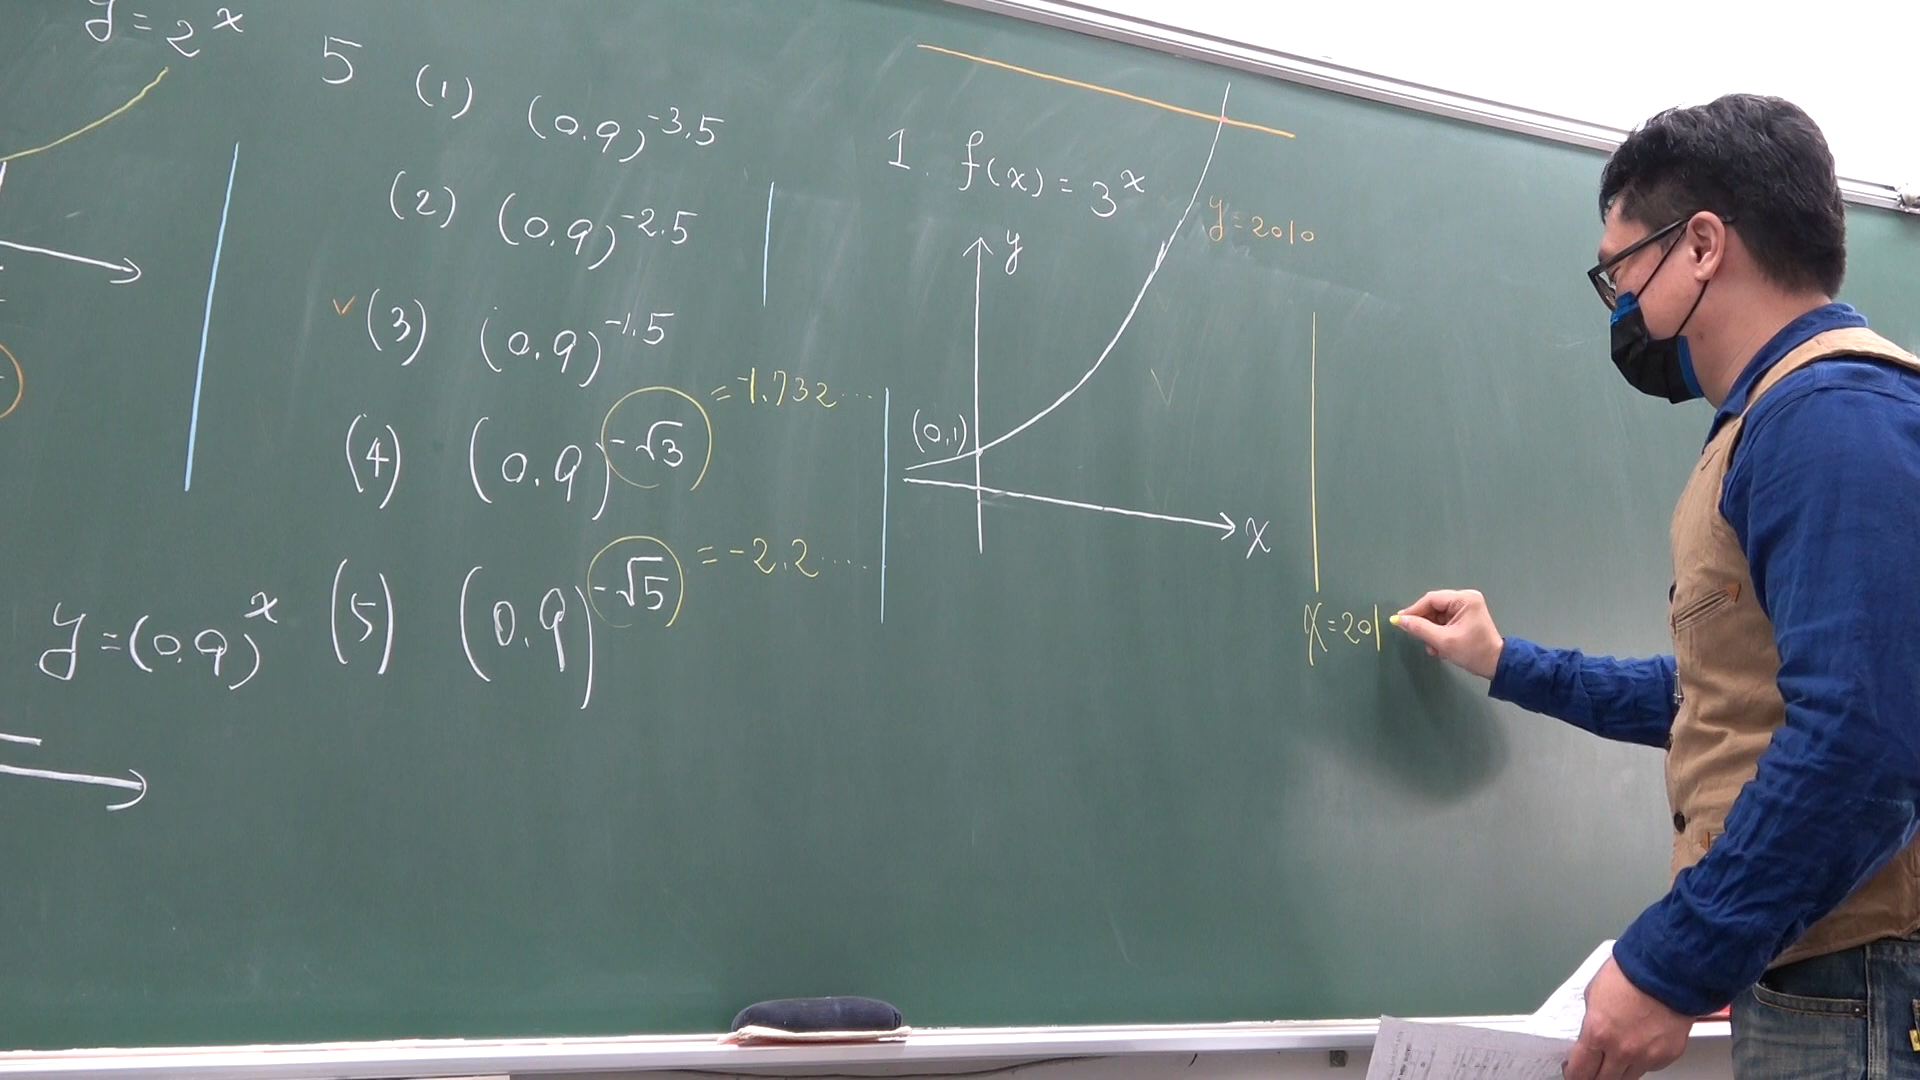 y = 2^x
5 (1) (0.9)^-3.5
(2) (0.9)^-2.5
✓ (3) (0.9)^-1.5
(4) (0.9)^-√3 = -1.732...
(5) (0.9)^-√5 = -2.2....
y = (0.9)^x
1. f(x) = 3^x
y = 2010
y
(0,1)
x
x = 201